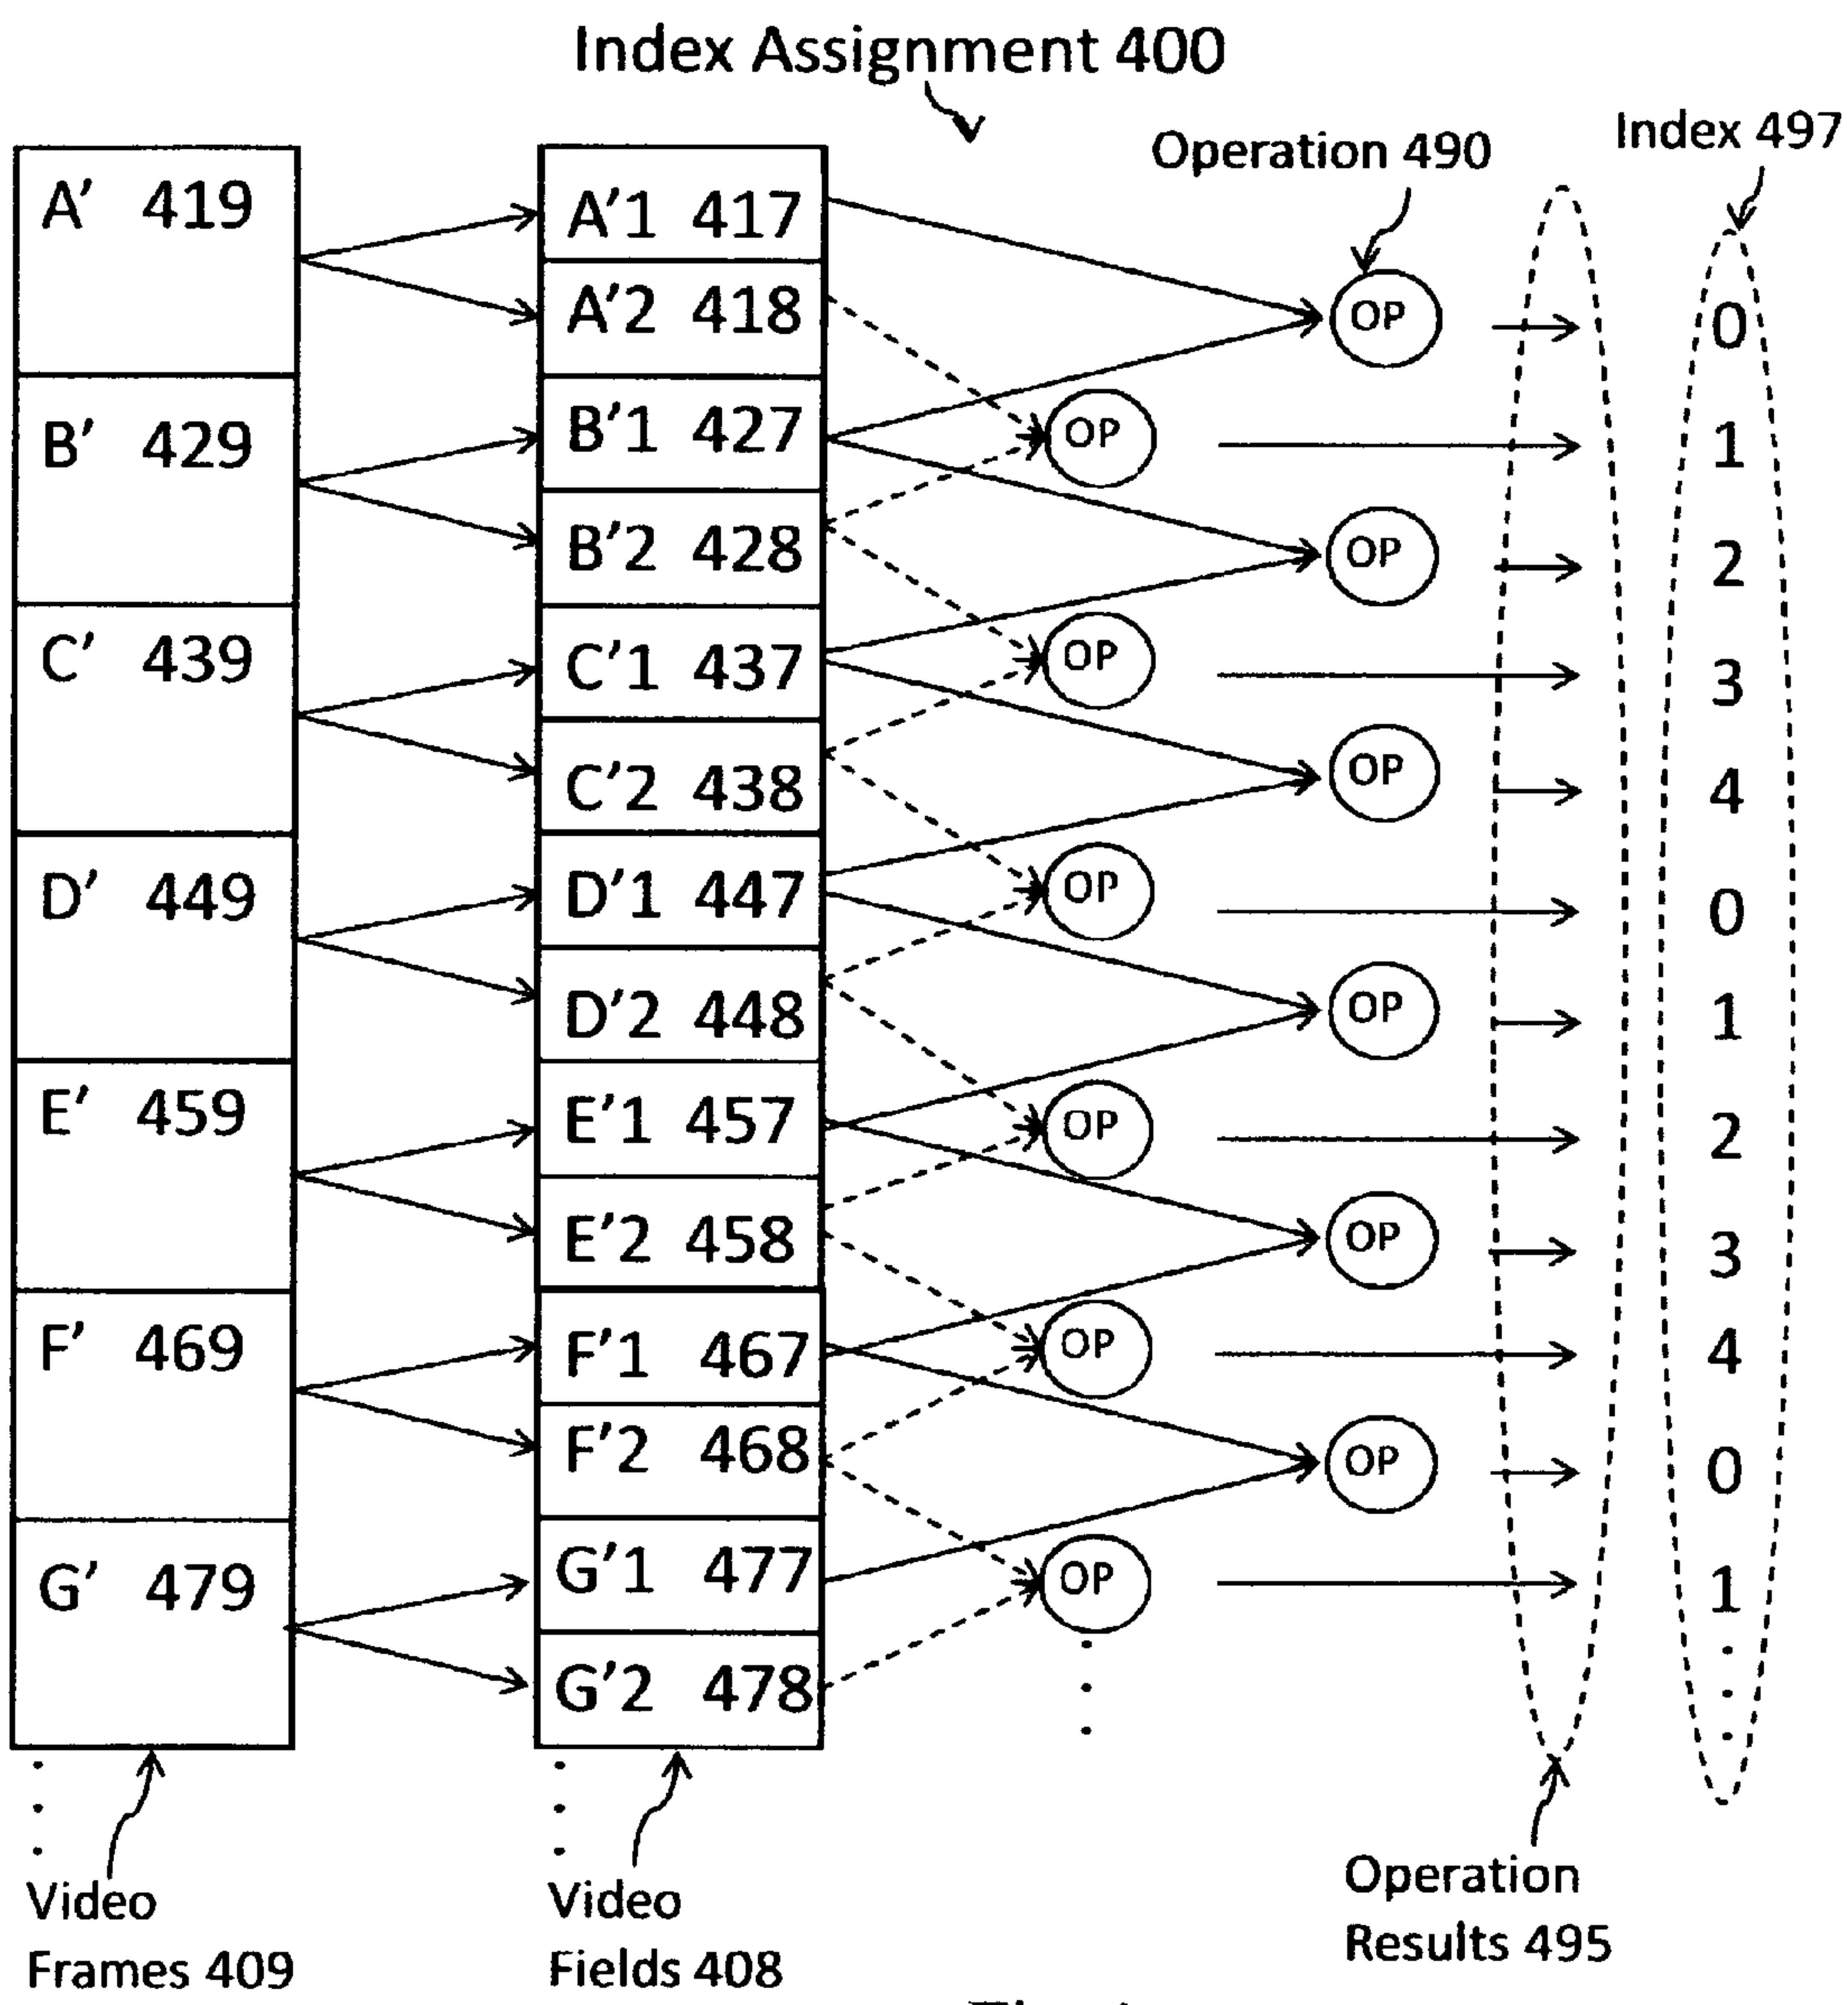 Index Assignment 400
Operation 490
Index 497
A' 419
B' 429
C' 439
D' 449
E' 459
F' 469
G' 479
A'1 417
A'2 418
B'1 427
B'2 428
C'1 437
C'2 438
D'1 447
D'2 448
E'1 457
E'2 458
F'1 467
F'2 468
G'1 477
G'2 478
OP
OP
OP
OP
OP
OP
OP
OP
OP
OP
OP
OP
0
1
2
3
4
0
1
2
3
4
0
1
Video
Frames 409
Video
Fields 408
Operation
Results 495